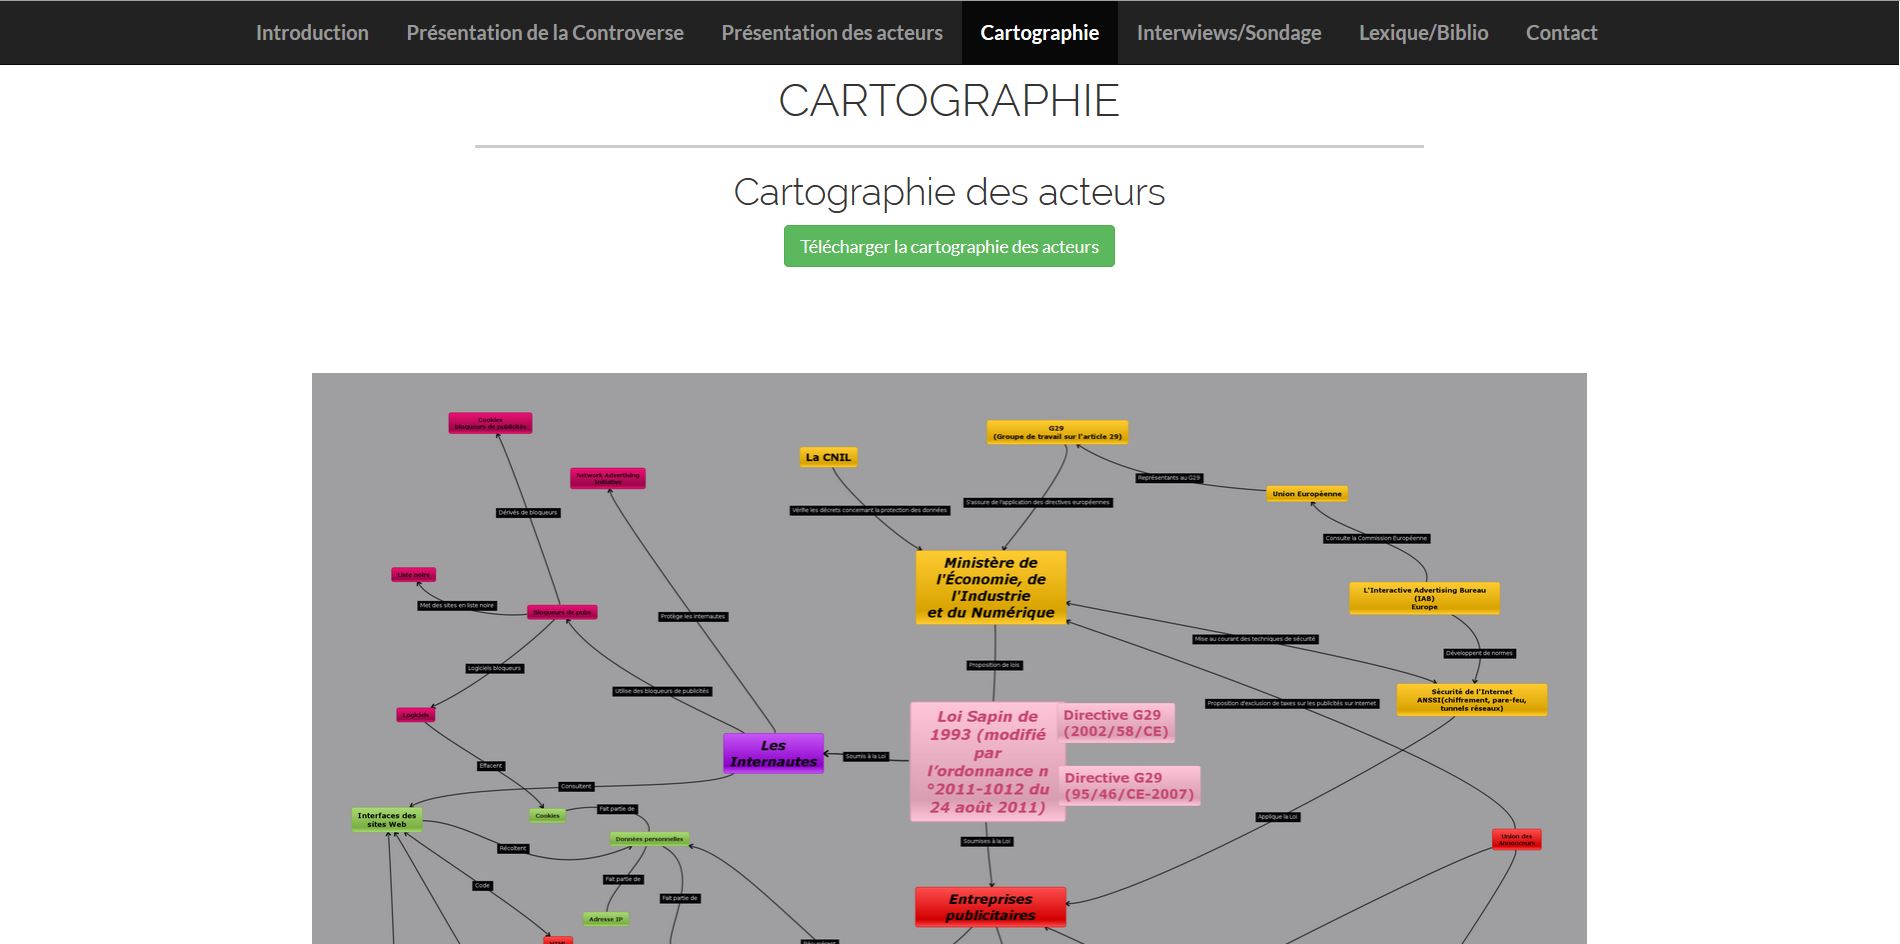 Introduction
Présentation de la Controverse
Présentation des acteurs
Cartographie
Interwiews/Sondage
Lexique/Biblio
Contact
CARTOGRAPHIE
Cartographie des acteurs
Télécharger la cartographie des acteurs
Cookies
bloqueurs de publicités
G29
(Groupe de travail sur l'article 29)
La CNIL
Network Advertising
Initiative
Représentants au G29
Union Européenne
S'assure de l'application des directives européennes
Vérifie les décrets concernant la protection des données
Dérivés de bloqueurs
Consulte la Commission Européenne
Ministère de
l'Économie, de
l'Industrie
et du Numérique
Liste noire
L'Interactive Advertising Bureau
(IAB)
Europe
Met des sites en liste noire
Bloqueurs de pubs
Protège les internautes
Mise au courant des techniques de sécurité
Développent de normes
Proposition de lois
Logiciels bloqueurs
Utilise des bloqueurs de publicités
Sécurité de l'Internet
ANSSI(chiffrement, pare-feu,
tunnels réseaux)
Proposition d'exclusion de taxes sur les publicités sur internet
Logiciels
Loi Sapin de
1993 (modifié
par
l'ordonnance n
°2011-1012 du
24 août 2011)
Directive G29
(2002/58/CE)
Directive G29
(95/46/CE-2007)
Les
Internautes
Soumis à la Loi
Effacent
Consultent
Interfaces des
sites Web
Cookies
Fait partie de
Applique la Loi
Données personnelles
Union des
Annonceurs
Récoltent
Soumises à la Loi
Fait partie de
Code
Fait partie de
Entreprises
publicitaires
Adresse IP
HTML
Récupèrent